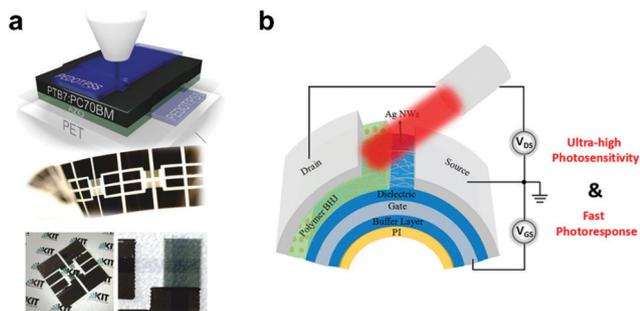 a
PEDOT:PSS
PTB7:PC70BM
ZnO
PEDOT:PSS
PET
KIT
b
Ag NWs
Drain
Source
Polymer BHJ
Dielectric
Gate
Buffer Layer
PI
VDS
VGS
Ultra-high
Photosensitivity
&
Fast
Photoresponse